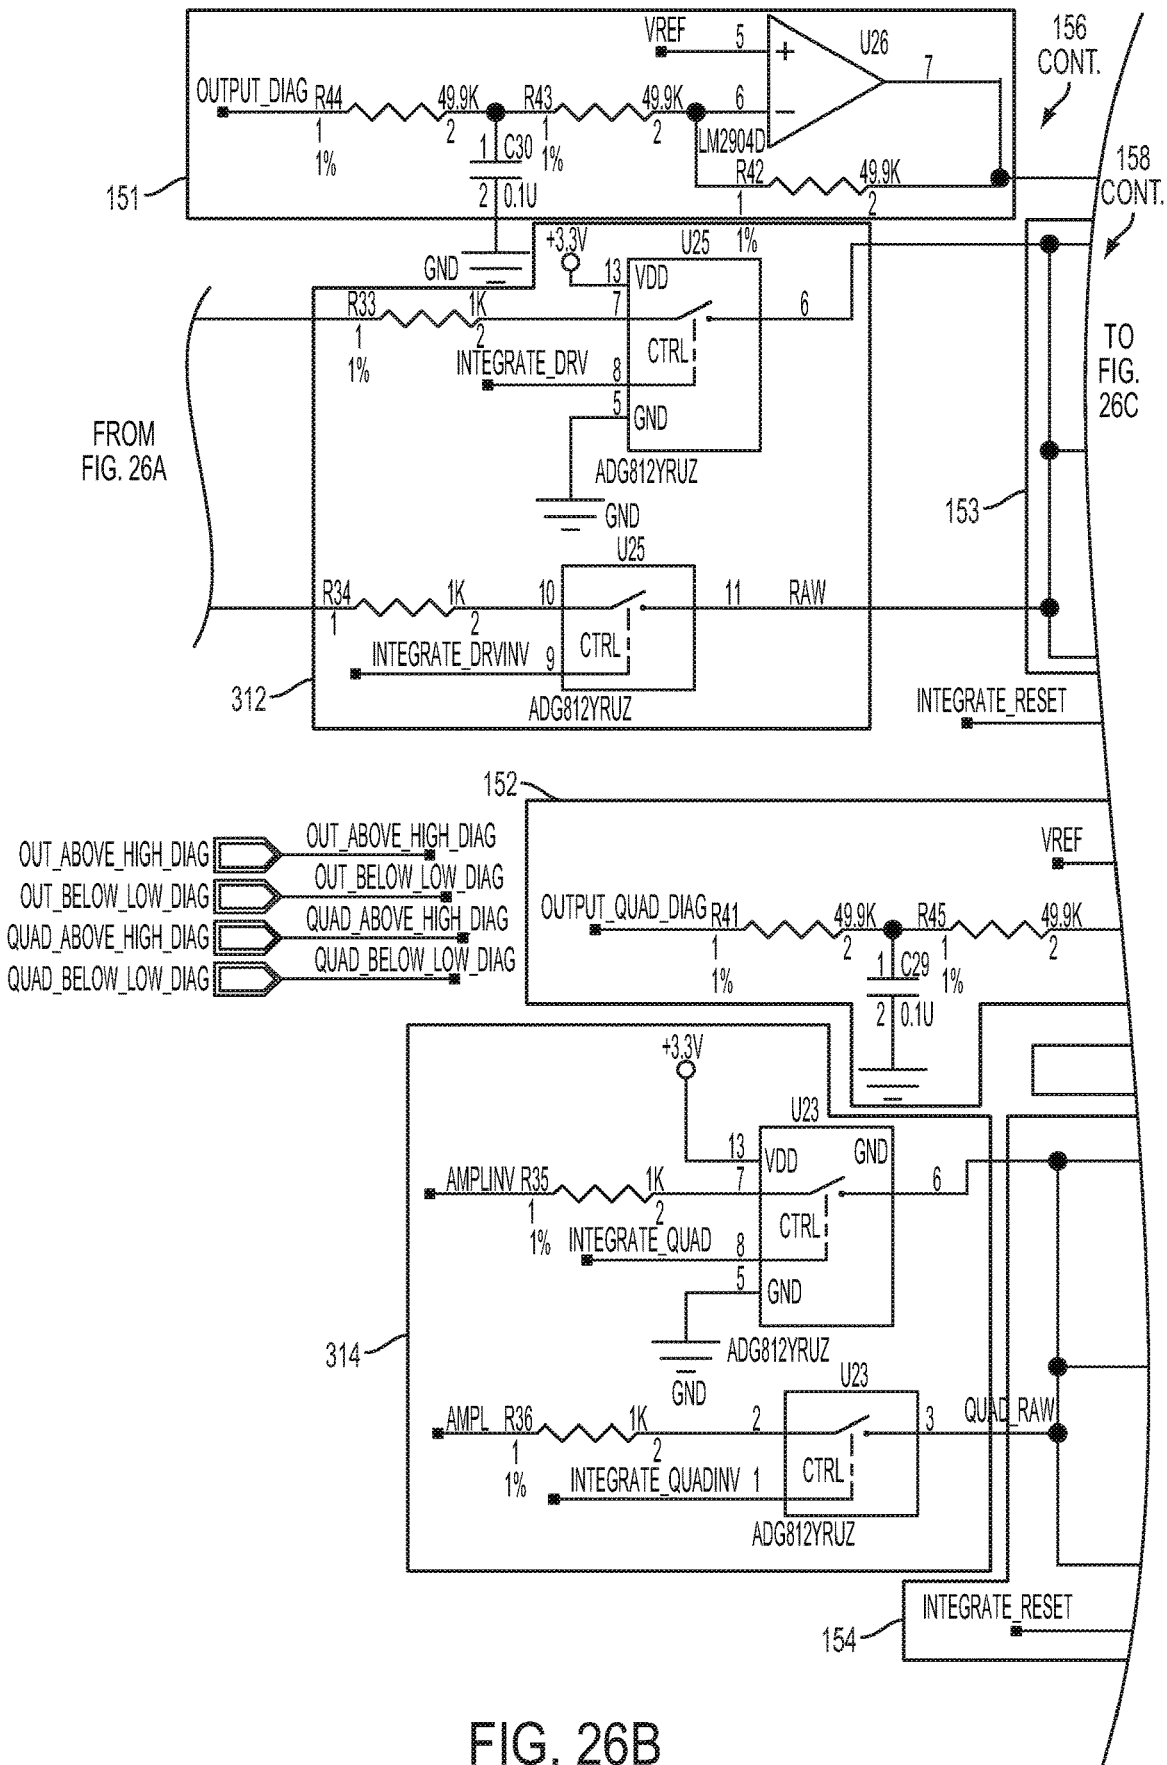 VREF
5
+
U26
7
156
CONT.
OUTPUT_DIAG
R44
49.9K
R43
49.9K
6
−
1
2
1
2
LM2904D
1%
1
C30
1%
R42
49.9K
158
CONT.
151
2
0.1U
1
2
1%
+3.3V
U25
GND
13
VDD
R33
1K
7
6
1
2
1%
CTRL
INTEGRATE_DRV
8
5
GND
TO
FIG.
26C
FROM
FIG. 26A
ADG812YRUZ
153
GND
U25
R34
1K
10
11
RAW
1
2
CTRL
INTEGRATE_DRVINV
9
312
ADG812YRUZ
INTEGRATE_RESET
152
OUT_ABOVE_HIGH_DIAG
OUT_ABOVE_HIGH_DIAG
VREF
OUT_BELOW_LOW_DIAG
OUT_BELOW_LOW_DIAG
QUAD_ABOVE_HIGH_DIAG
QUAD_ABOVE_HIGH_DIAG
QUAD_BELOW_LOW_DIAG
QUAD_BELOW_LOW_DIAG
OUTPUT_QUAD_DIAG
R41
49.9K
R45
49.9K
1
2
1
2
1%
1
C29
1%
2
0.1U
+3.3V
U23
13
VDD
GND
AMPLINV
R35
1K
7
6
1
2
1%
CTRL
INTEGRATE_QUAD
8
5
GND
314
ADG812YRUZ
GND
U23
AMPL
R36
1K
2
3
QUAD_RAW
1
2
1%
CTRL
INTEGRATE_QUADINV
1
ADG812YRUZ
154
INTEGRATE_RESET
FIG. 26B